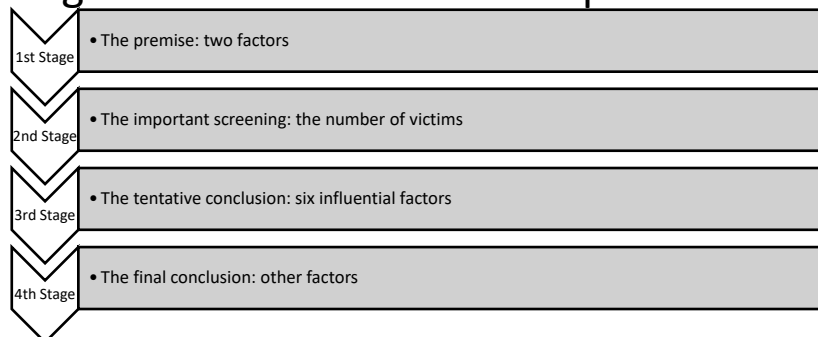 1st Stage
• The premise: two factors
2nd Stage
• The important screening: the number of victims
3rd Stage
• The tentative conclusion: six influential factors
4th Stage
• The final conclusion: other factors